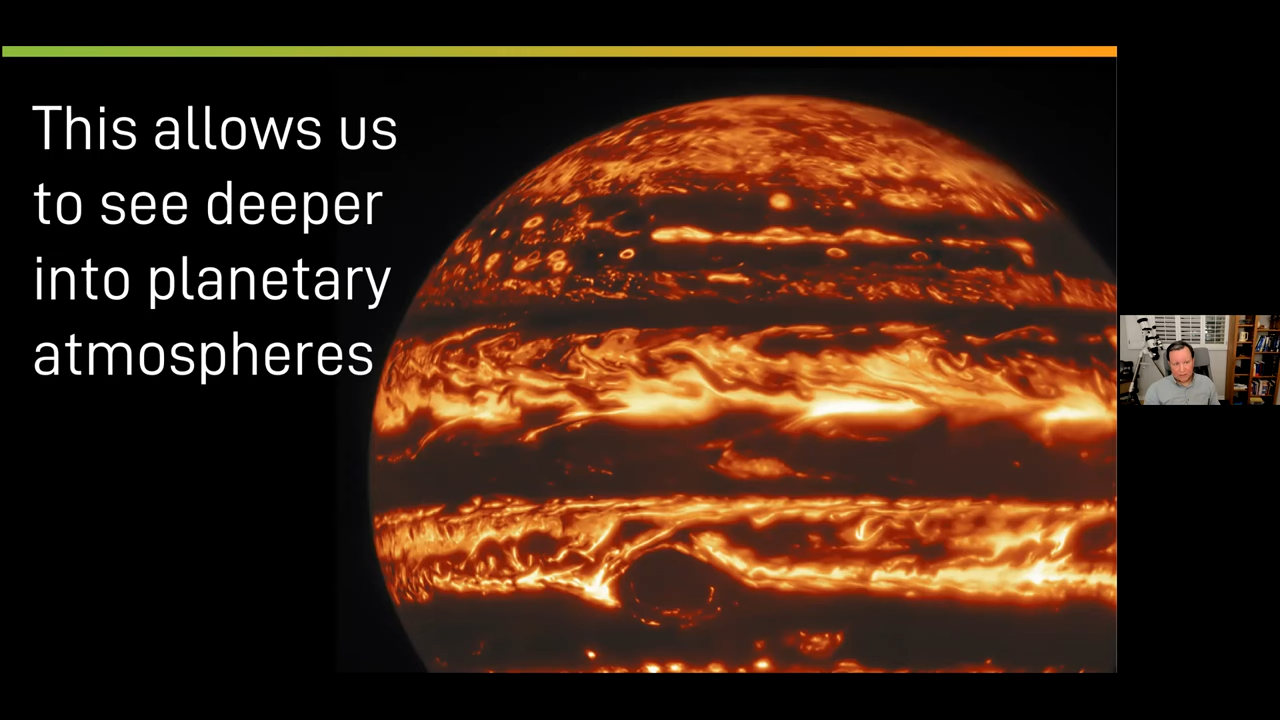 This allows us
to see deeper
into planetary
atmospheres